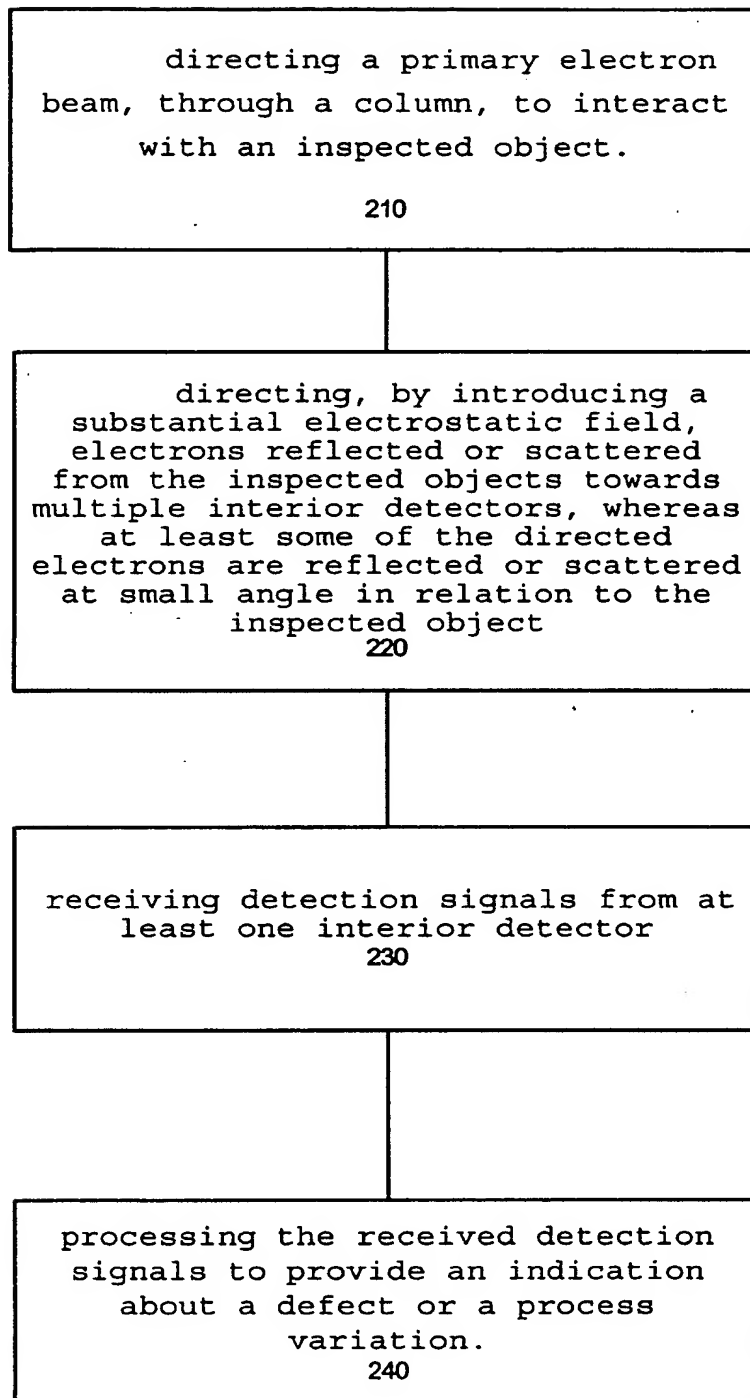 directing a primary electron
beam, through a column, to interact
with an inspected object.
210
directing, by introducing a
substantial electrostatic field,
electrons reflected or scattered
from the inspected objects towards
multiple interior detectors, whereas
at least some of the directed
electrons are reflected or scattered
at small angle in relation to the
inspected object
220
receiving detection signals from at
least one interior detector
230
processing the received detection
signals to provide an indication
about a defect or a process
variation.
240